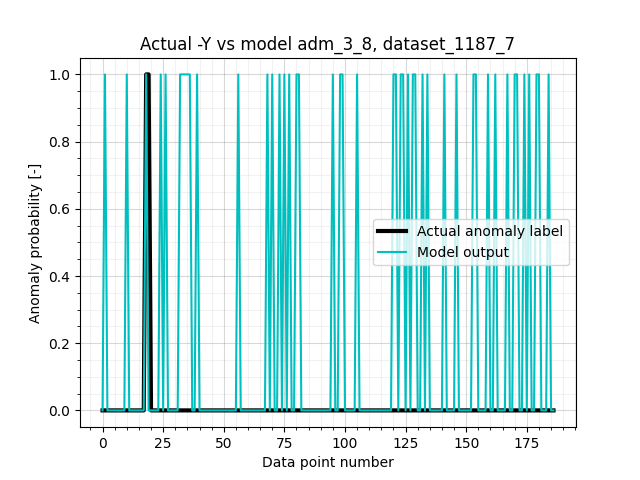 Actual -Y vs model adm_3_8, dataset_1187_7
Anomaly probability [-]
1.0
0.8
0.6
0.4
0.2
0.0
Actual anomaly label
Model output
0 25 50 75 100 125 150 175
Data point number